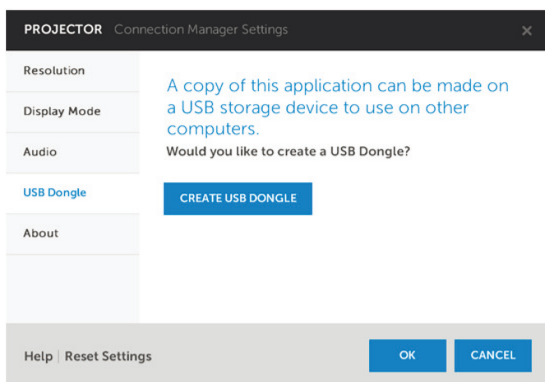 PROJECTOR Connection Manager Settings
Resolution
Display Mode
Audio
USB Dongle
About
A copy of this application can be made on
a USB storage device to use on other
computers.
Would you like to create a USB Dongle?
CREATE USB DONGLE
Help | Reset Settings
OK
CANCEL